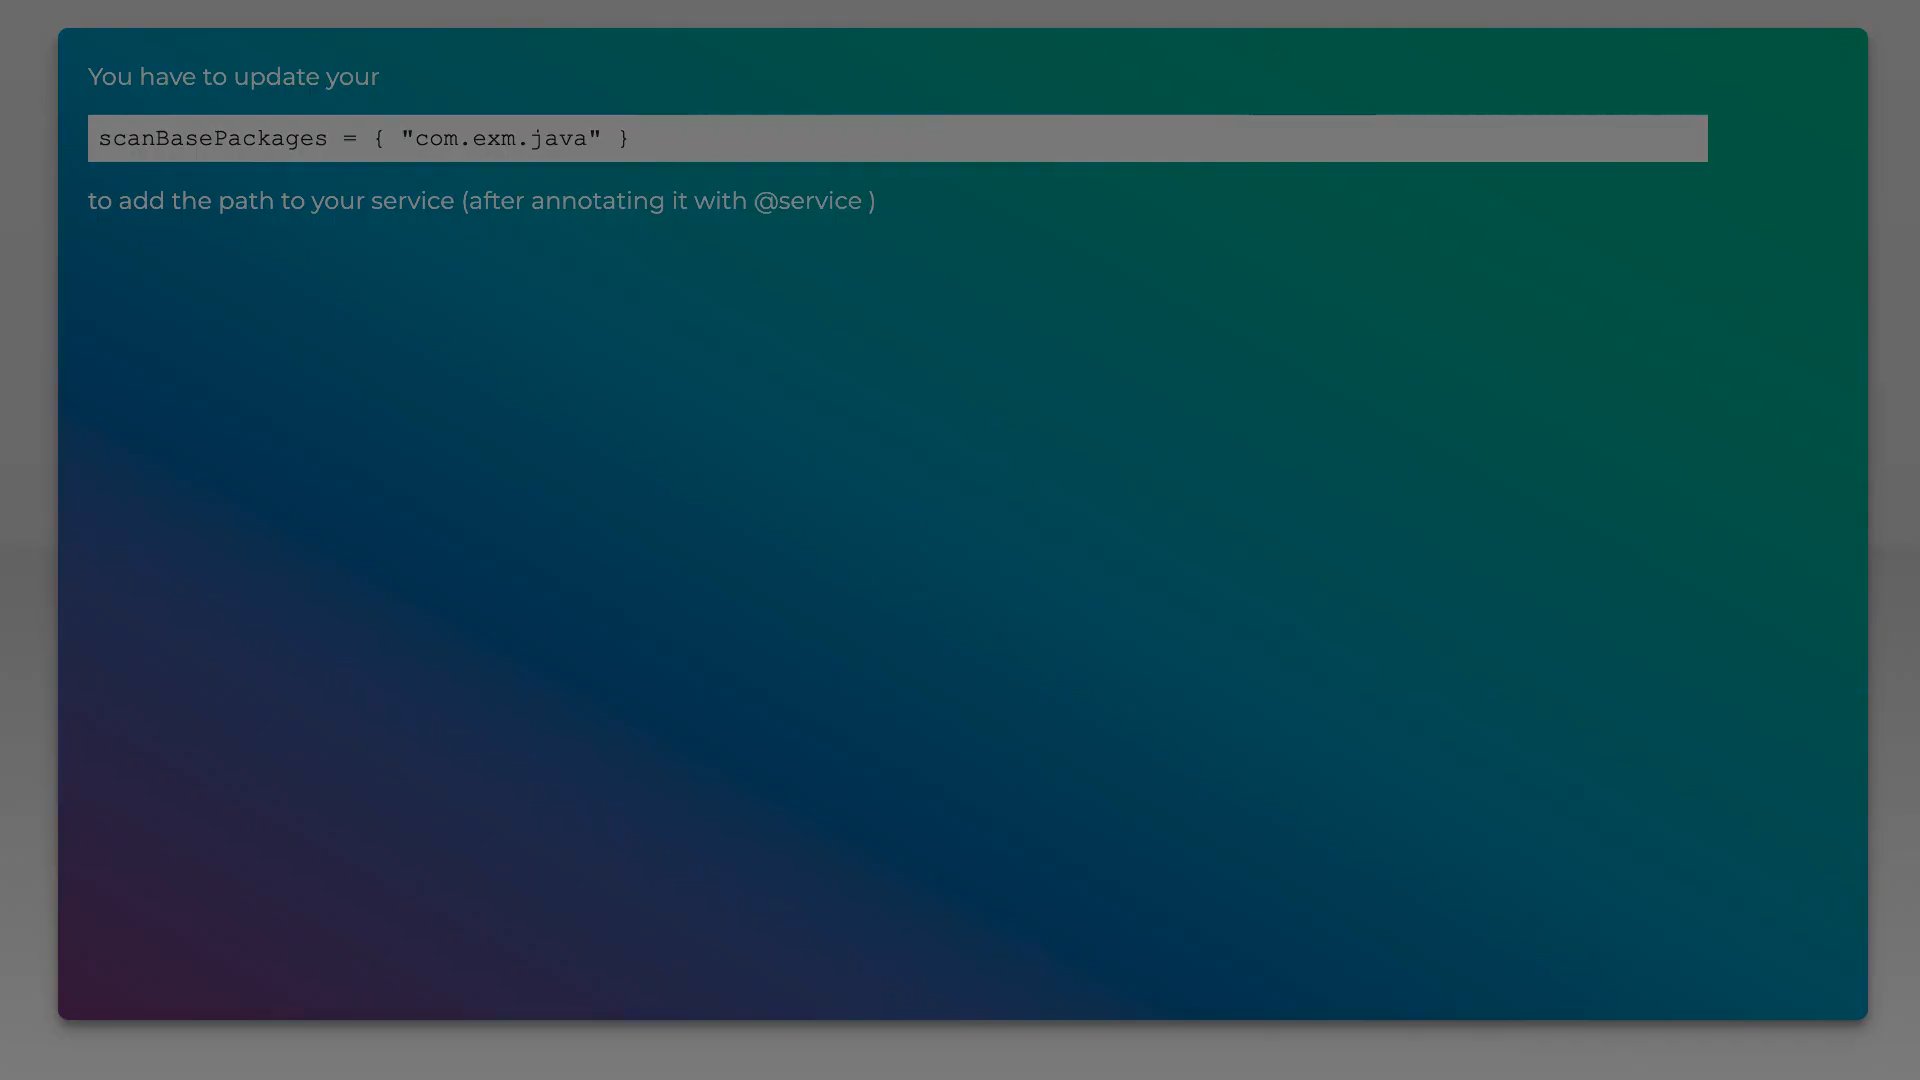 You have to update your
scanBasePackages = { "com.exm.java" }
to add the path to your service (after annotating it with @service )